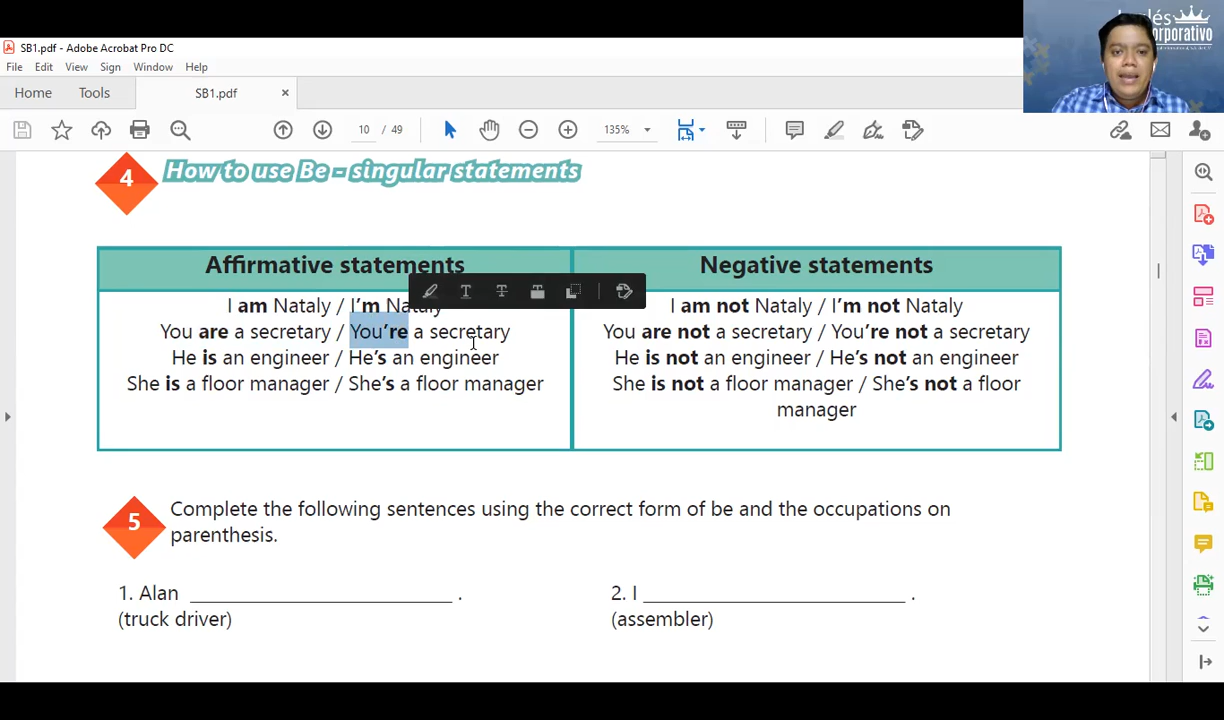 SB1.pdf - Adobe Acrobat Pro DC
File Edit View Sign Window Help
Home Tools SB1.pdf ×
10 / 49 135%
4 How to use Be - singular statements
Affirmative statements
I am Nataly / I'm Nataly
You are a secretary / You're a secretary
He is an engineer / He's an engineer
She is a floor manager / She's a floor manager
Negative statements
I am not Nataly / I'm not Nataly
You are not a secretary / You're not a secretary
He is not an engineer / He's not an engineer
She is not a floor manager / She's not a floor
manager
5 Complete the following sentences using the correct form of be and the occupations on
parenthesis.
1. Alan __________________________ .
(truck driver)
2. I __________________________ .
(assembler)